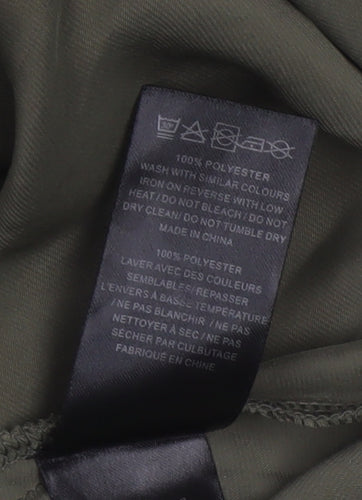 100% POLYESTER
WASH WITH SIMILAR COLOURS
IRON ON REVERSE WITH LOW
HEAT / DO NOT BLEACH / DO NOT
DRY CLEAN / DO NOT TUMBLE DRY
MADE IN CHINA
100% POLYESTER
LAVER AVEC DES COULEURS
SEMBLABLES / REPASSER
L'ENVERS À BASSE TEMPÉRATURE
/ NE PAS BLANCHIR / NE PAS
NETTOYER À SEC / NE PAS
SÉCHER PAR CULBUTAGE
FABRIQUÉ EN CHINE